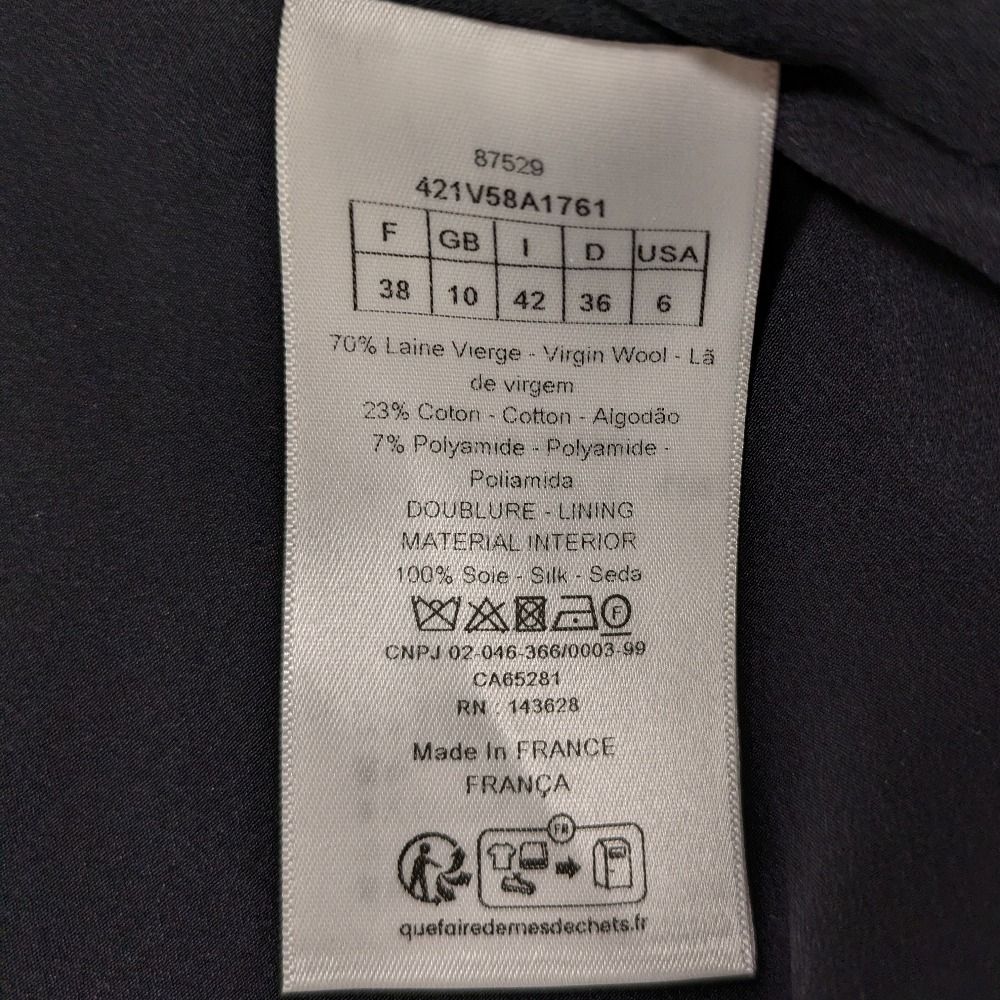 87529
421V58A1761
F GB I D USA
38 10 42 36 6
70% Laine Vierge - Virgin Wool - Lã
de virgem
23% Coton - Cotton - Algodão
7% Polyamide - Polyamide -
Poliamida
DOUBLURE - LINING
MATERIAL INTERIOR
100% Soie - Silk - Seda
F
CNPJ 02-046-366/0003-99
CA65281
RN : 143628
Made In FRANCE
FRANÇA
FR
quefairedemesdechets.fr